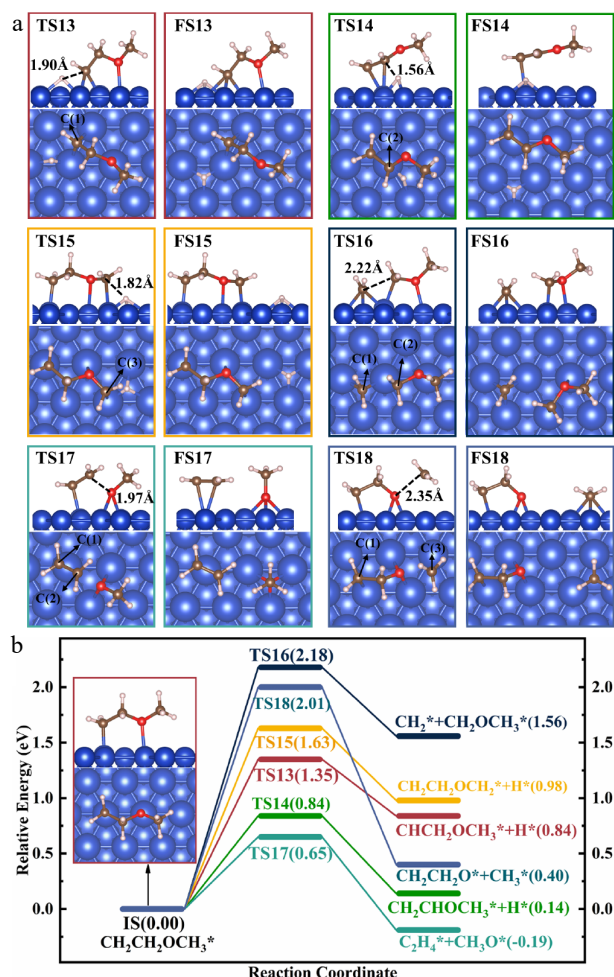 a
TS13
FS13
TS14
FS14
1.90Å
1.56Å
C(1)
C(2)
TS15
FS15
TS16
FS16
1.82Å
2.22Å
C(3)
C(1)
C(2)
TS17
FS17
TS18
FS18
1.97Å
2.35Å
C(1)
C(2)
C(1)
C(3)
b
TS16(2.18)
2.0
2.0
TS18(2.01)
TS15(1.63)
CH₂*+CH₂OCH₃*(1.56)
1.5
1.5
TS13(1.35)
CH₂CH₂OCH₂*+H*(0.98)
1.0
1.0
TS14(0.84)
CHCH₂OCH₃*+H*(0.84)
TS17(0.65)
0.5
0.5
CH₂CH₂O*+CH₃*(0.40)
CH₂CHOCH₃*+H*(0.14)
0.0
0.0
IS(0.00)
CH₂CH₂OCH₃*
C₂H₄*+CH₃O*(-0.19)
Relative Energy (eV)
Reaction Coordinate